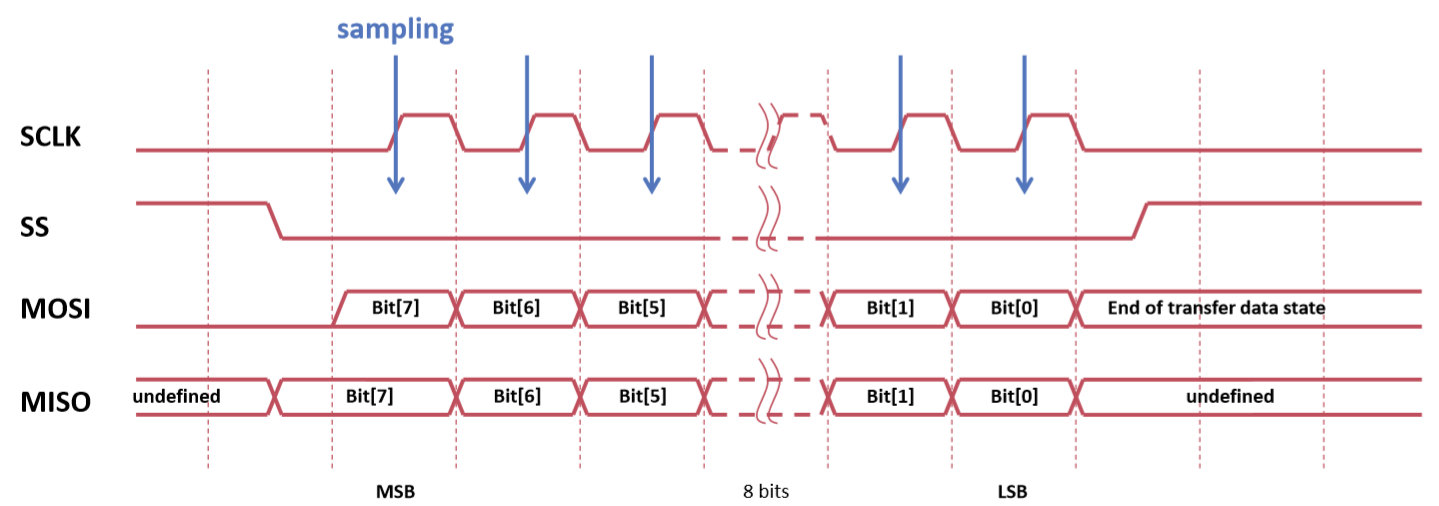 sampling
SCLK
SS
MOSI Bit[7] Bit[6] Bit[5] Bit[1] Bit[0] End of transfer data state
MISO undefined Bit[7] Bit[6] Bit[5] Bit[1] Bit[0] undefined
MSB 8 bits LSB